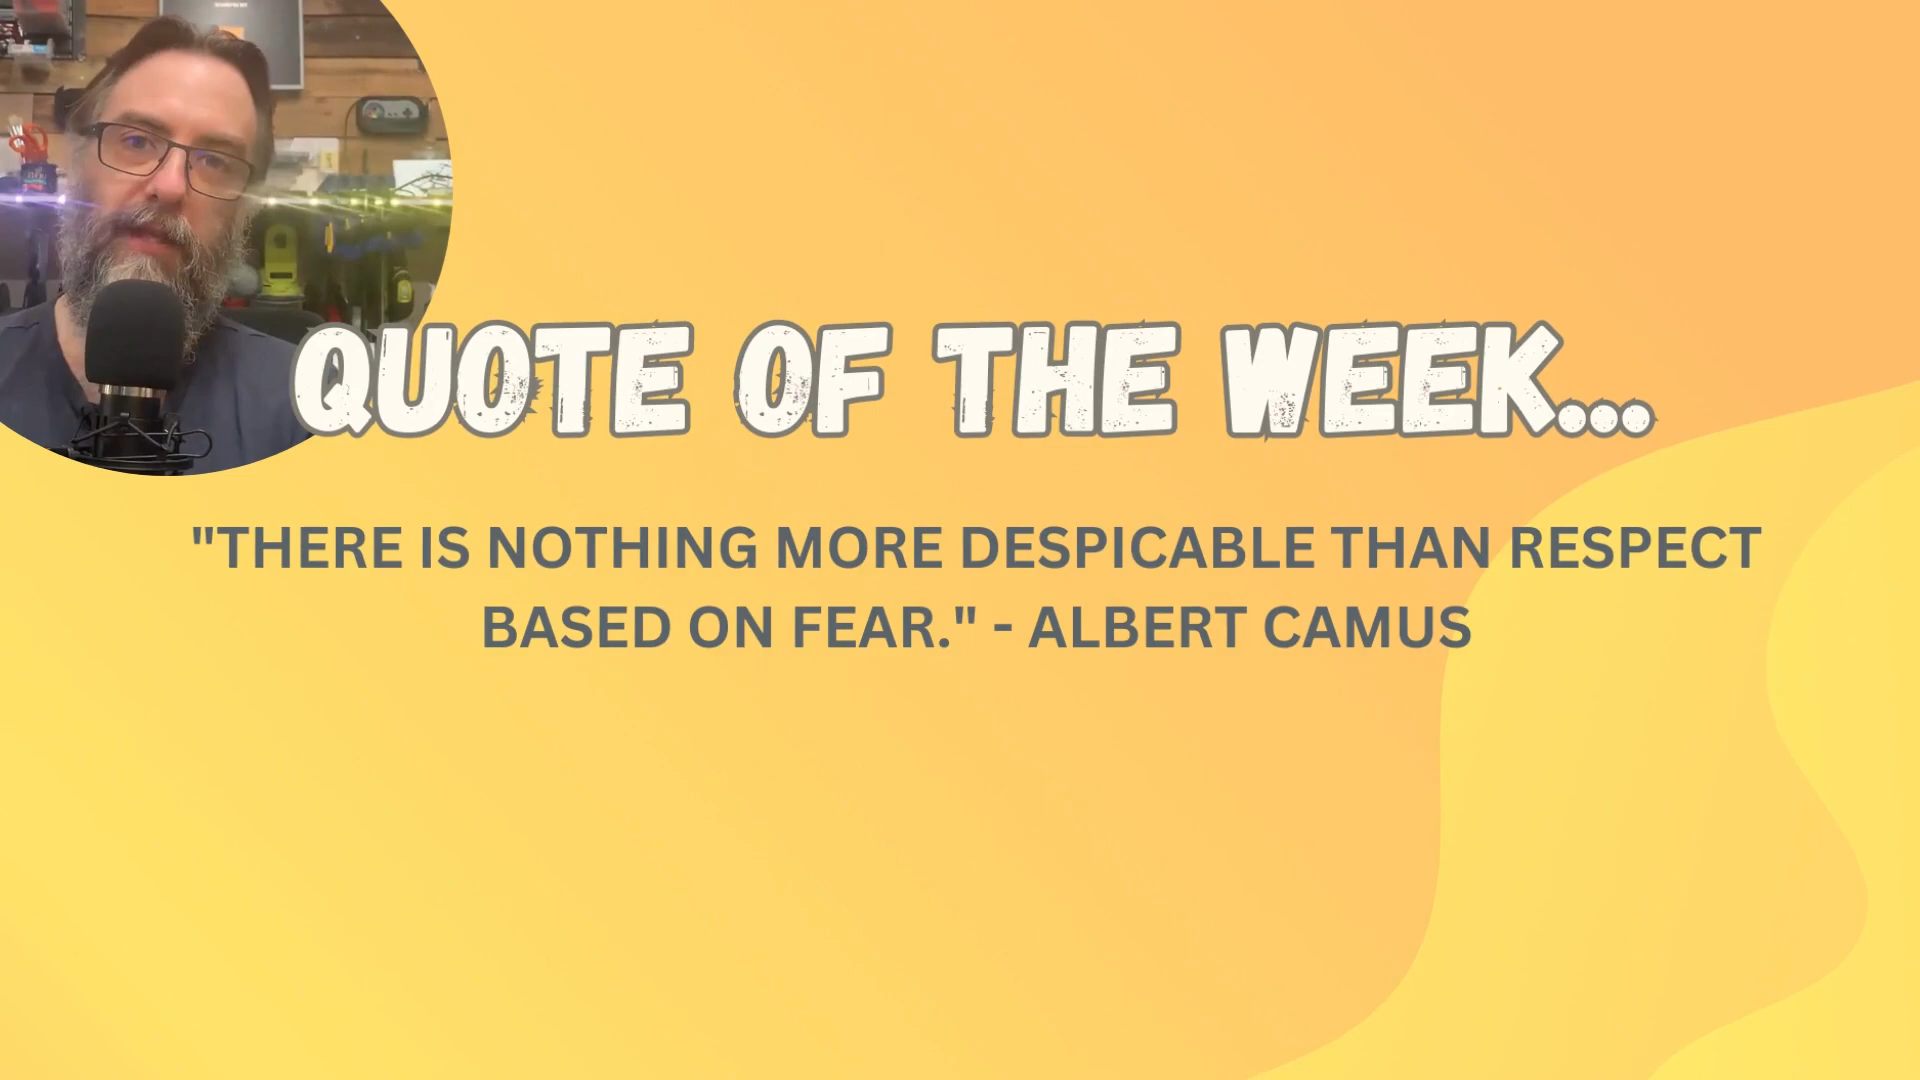 QUOTE OF THE WEEK...
"THERE IS NOTHING MORE DESPICABLE THAN RESPECT
BASED ON FEAR." - ALBERT CAMUS